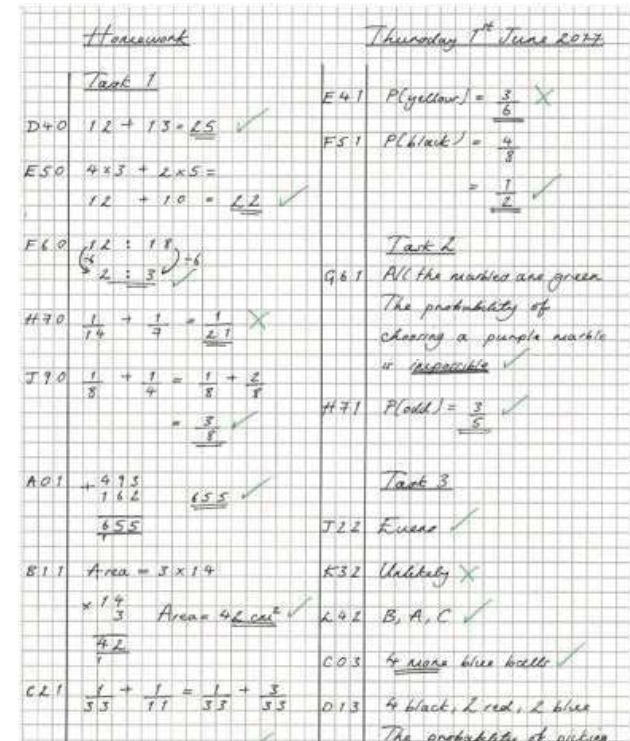 Homework
Thursday 1st June 2077
Task 1
D40 12 + 13 = 25
E50 4×3 + 2×5 =
12 + 10 = 22
F60 12 : 18
÷6 ÷6
2 : 3
H70 1/14 + 1/7 = 1/21
J90 1/8 + 1/4 = 1/8 + 2/8
= 3/8
A01 + 493
162 655
655
1
B11 Area = 3 × 14
× 14
3 Area = 42 cm²
42
1
C21 1/33 + 1/11 = 1/33 + 3/33
E41 P(yellow) = 3/6
F51 P(black) = 4/8
= 1/2
Task 2
G61 All the marbles are green
The probability of
choosing a purple marble
is impossible
H71 P(odd) = 3/5
Task 3
J22 Evens
K32 Unlikely
L42 B, A, C
C03 4 more blue balls
D13 4 black, 2 red, 2 blue
The probability of picking